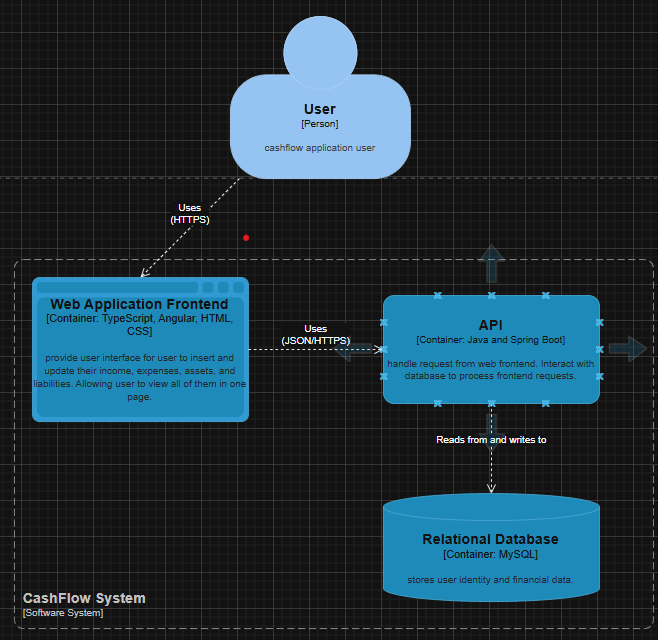 User
[Person]
cashflow application user
Uses
(HTTPS)
Web Application Frontend
[Container: TypeScript, Angular, HTML,
CSS]
provide user interface for user to insert and
update their income, expenses, assets, and
liabilities. Allowing user to view all of them in one
page.
Uses
(JSON/HTTPS)
API
[Container: Java and Spring Boot]
handle request from web frontend. Interact with
database to process frontend requests.
Reads from and writes to
Relational Database
[Container: MySQL]
stores user identity and financial data.
CashFlow System
[Software System]